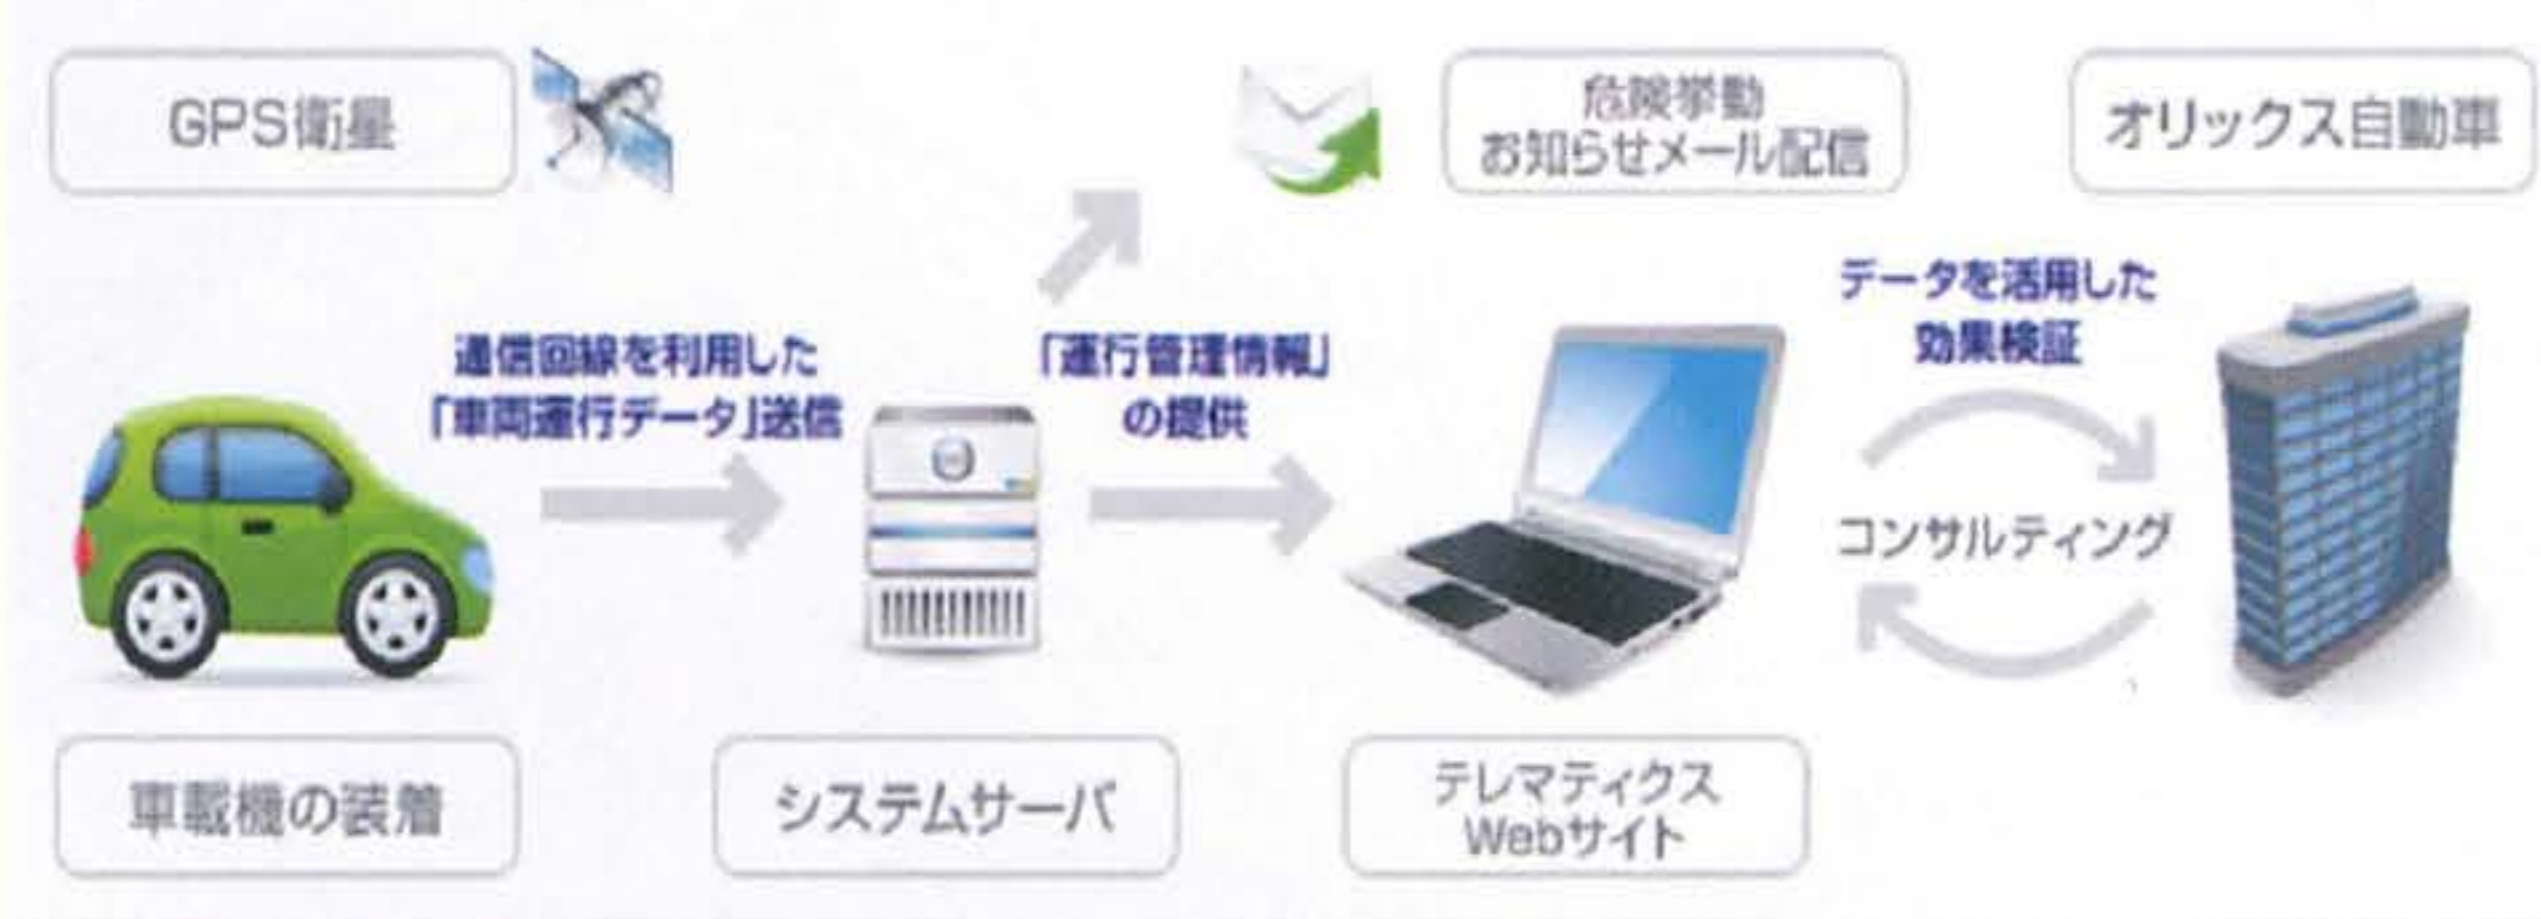 GPS衛星
危険挙動
お知らせメール配信
オリックス自動車
通信回線を利用した
「車両運行データ」送信
「運行管理情報」
の提供
データを活用した
効果検証
コンサルティング
車載機の装着
システムサーバ
テレマティクス
Webサイト